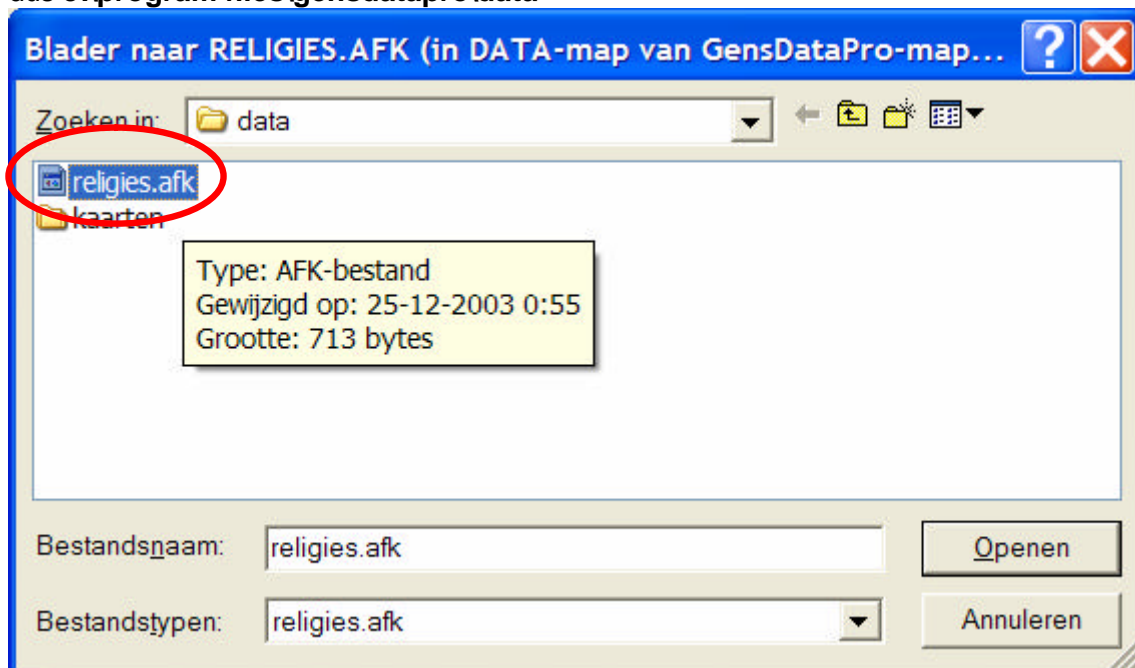 Blader naar RELIGIES.AFK (in DATA-map van GensDataPro-map...
Zoeken in: data
religies.afk
kaarten
Type: AFK-bestand
Gewijzigd op: 25-12-2003 0:55
Grootte: 713 bytes
Bestandsnaam: religies.afk Openen
Bestandstypen: religies.afk Annuleren